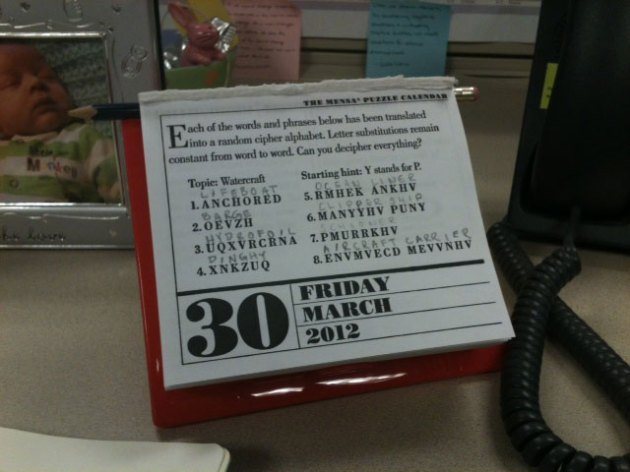 THE MENSA® PUZZLE CALENDAR
Each of the words and phrases below has been translated
into a random cipher alphabet. Letter substitutions remain
constant from word to word. Can you decipher everything?
Topic: Watercraft
LIFEBOAT
1. ANCHORED
BARGE
2. OEVZH
HYDROFOIL
3. UQXVRCRNA
DINGHY
4. XNKZUQ
Starting hint: Y stands for P.
OCEAN LINER
5. RMHEK ANKHV
CLIPPER SHIP
6. MANYYHV PUNY
SCHOONER
7. PMURRKHV
AIRCRAFT CARRIER
8. ENVMVECD MEVVNHV
30
FRIDAY
MARCH
2012